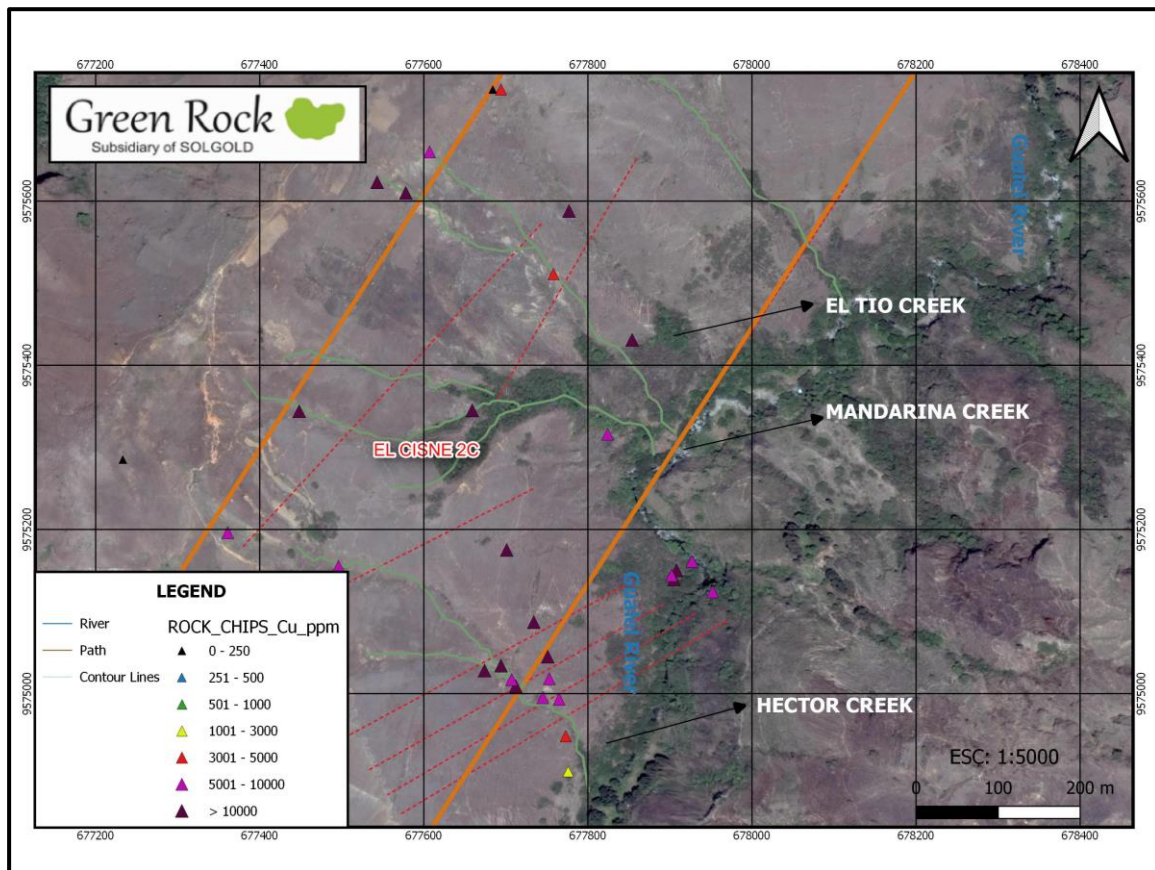 677200 677400 677600 677800 678000 678200 678400
Green Rock
Subsidiary of SOLGOLD
Gualel River
9575600 9575600
EL TIO CREEK
9575400 9575400
MANDARINA CREEK
EL CISNE 2C
9575200 9575200
Gualel River
LEGEND
River
Path
Contour Lines
ROCK_CHIPS_Cu_ppm
0 - 250
251 - 500
501 - 1000
1001 - 3000
3001 - 5000
5001 - 10000
> 10000
9575000 9575000
HECTOR CREEK
ESC: 1:5000
0 100 200 m
677200 677400 677600 677800 678000 678200 678400